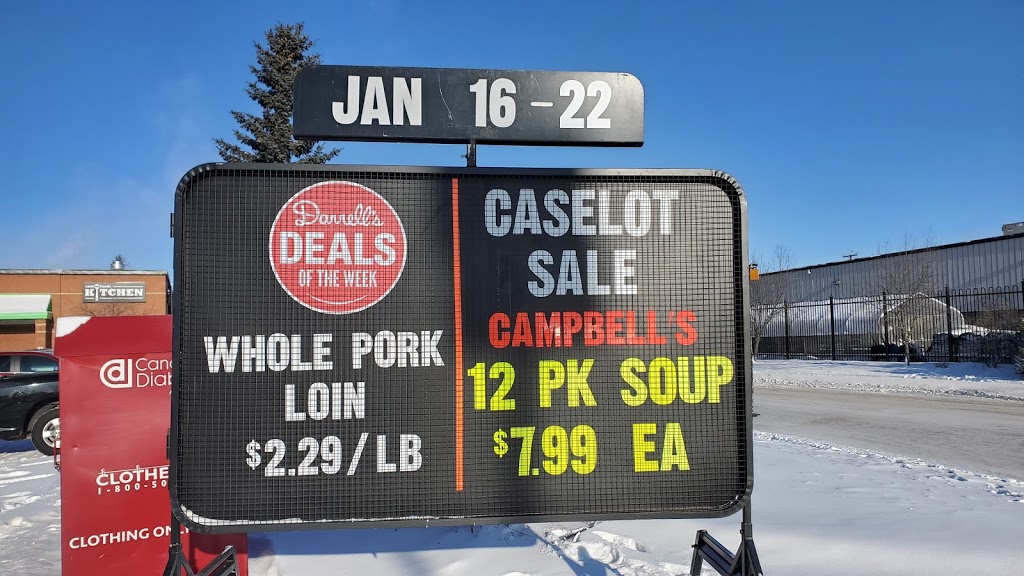 JAN 16 - 22
Darrell's
DEALS
OF THE WEEK
WHOLE PORK
LOIN
$2.29/LB
CASELOT
SALE
CAMPBELL'S
12 PK SOUP
$7.99 EA
KITCHEN
CLOTHING